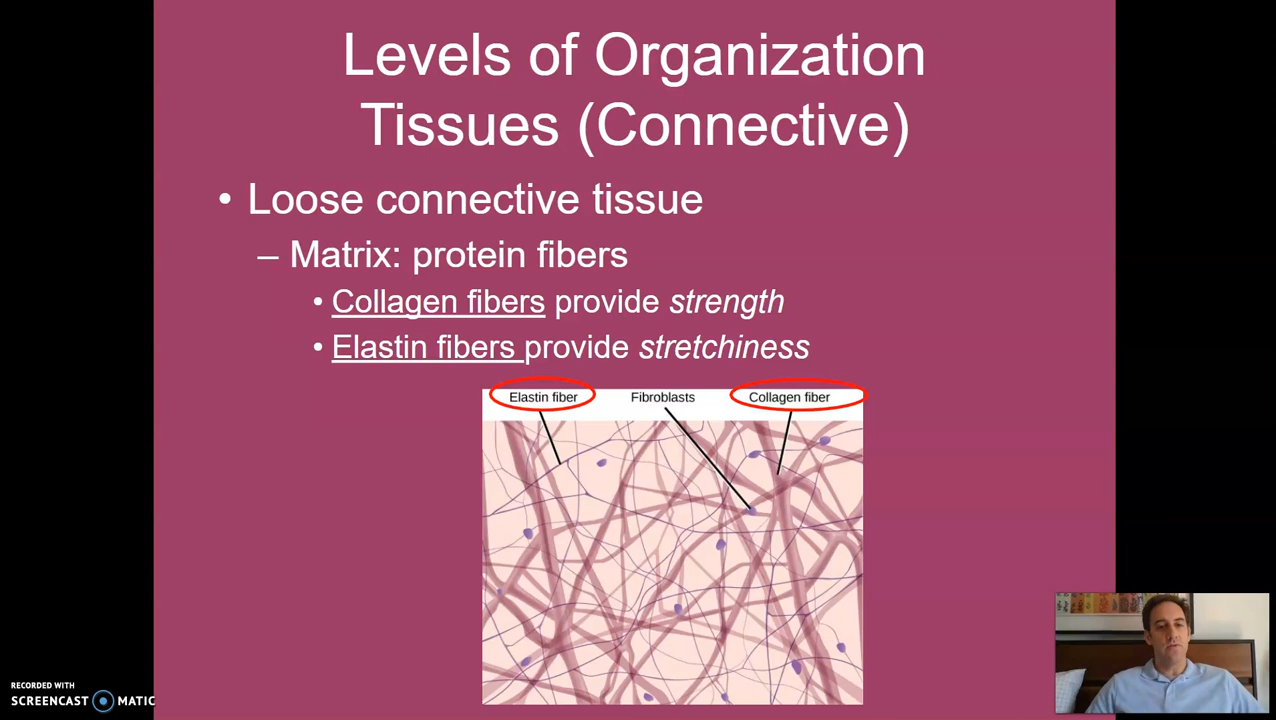 Levels of Organization
Tissues (Connective)
• Loose connective tissue
– Matrix: protein fibers
• Collagen fibers provide strength
• Elastin fibers provide stretchiness
Elastin fiber Fibroblasts Collagen fiber
RECORDED WITH
SCREENCAST MATIC